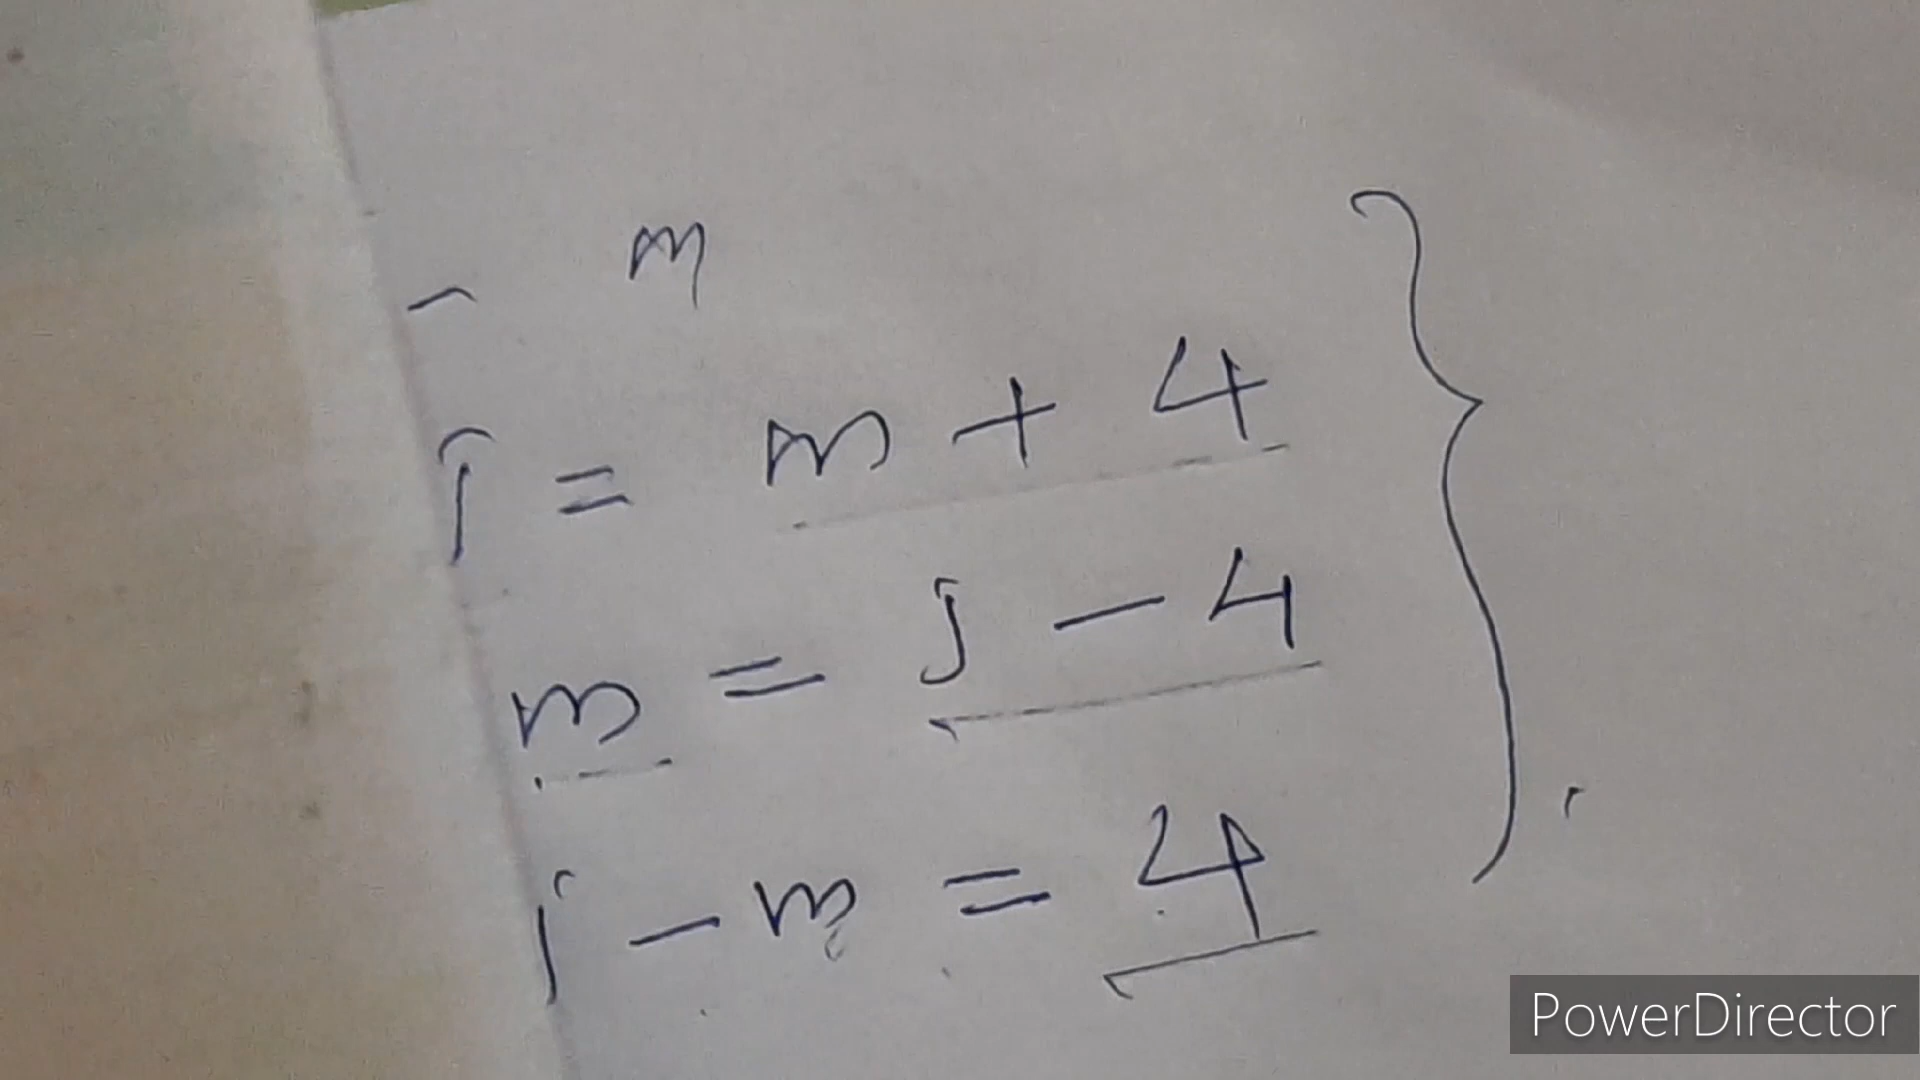 m
j = m + 4
m = j - 4
j - m = 4
PowerDirector